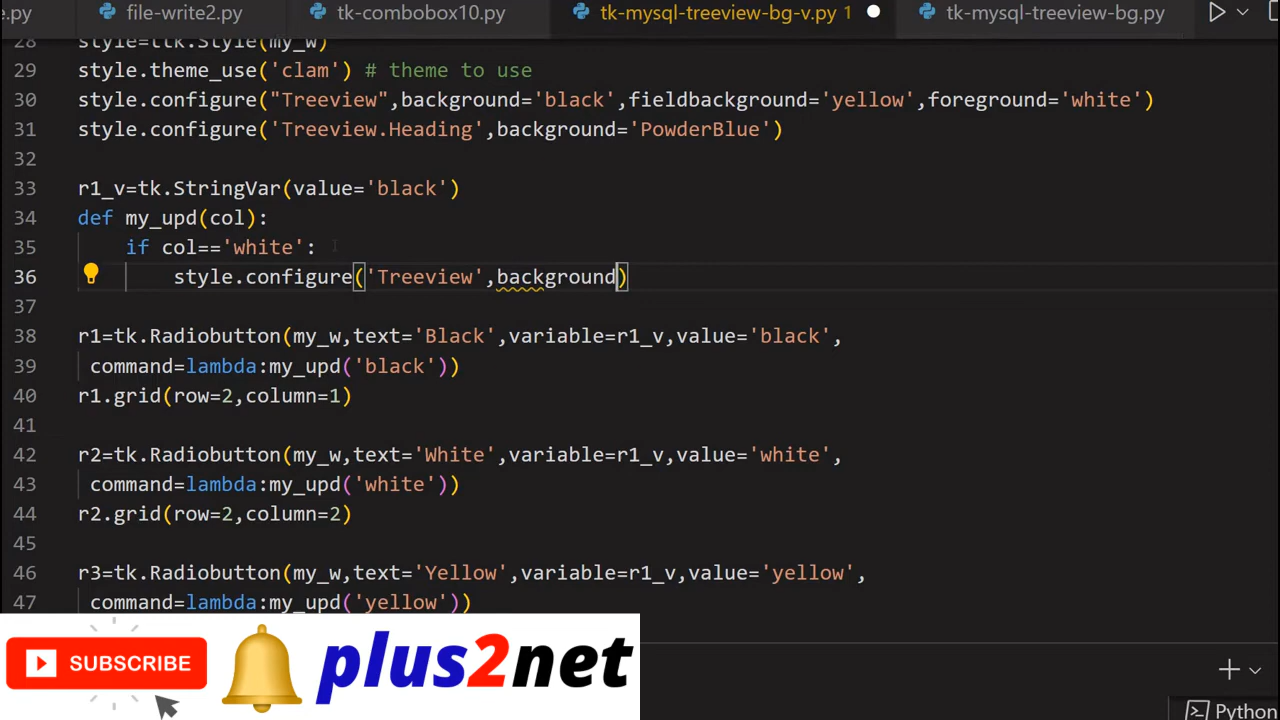 e.py file-write2.py tk-combobox10.py tk-mysql-treeview-bg-v.py 1 tk-mysql-treeview-bg.py
28 style=ttk.Style(my_w)
29 style.theme_use('clam') # theme to use
30 style.configure("Treeview",background='black',fieldbackground='yellow',foreground='white')
31 style.configure('Treeview.Heading',background='PowderBlue')
32
33 r1_v=tk.StringVar(value='black')
34 def my_upd(col):
35 if col=='white':
36 style.configure('Treeview',background)
37
38 r1=tk.Radiobutton(my_w,text='Black',variable=r1_v,value='black',
39 command=lambda:my_upd('black'))
40 r1.grid(row=2,column=1)
41
42 r2=tk.Radiobutton(my_w,text='White',variable=r1_v,value='white',
43 command=lambda:my_upd('white'))
44 r2.grid(row=2,column=2)
45
46 r3=tk.Radiobutton(my_w,text='Yellow',variable=r1_v,value='yellow',
47 command=lambda:my_upd('yellow'))
SUBSCRIBE plus2net
Python